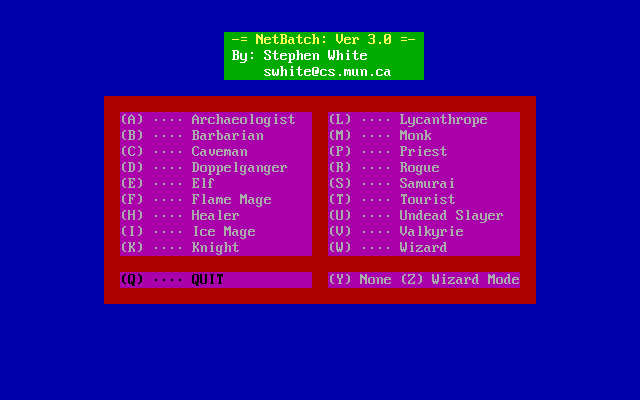 -= NetBatch: Ver 3.0 =-
By: Stephen White
swhite@cs.mun.ca
(A) ···· Archaeologist (L) ···· Lycanthrope
(B) ···· Barbarian (M) ···· Monk
(C) ···· Caveman (P) ···· Priest
(D) ···· Doppelganger (R) ···· Rogue
(E) ···· Elf (S) ···· Samurai
(F) ···· Flame Mage (T) ···· Tourist
(H) ···· Healer (U) ···· Undead Slayer
(I) ···· Ice Mage (V) ···· Valkyrie
(K) ···· Knight (W) ···· Wizard
(Q) ···· QUIT (Y) None (Z) Wizard Mode